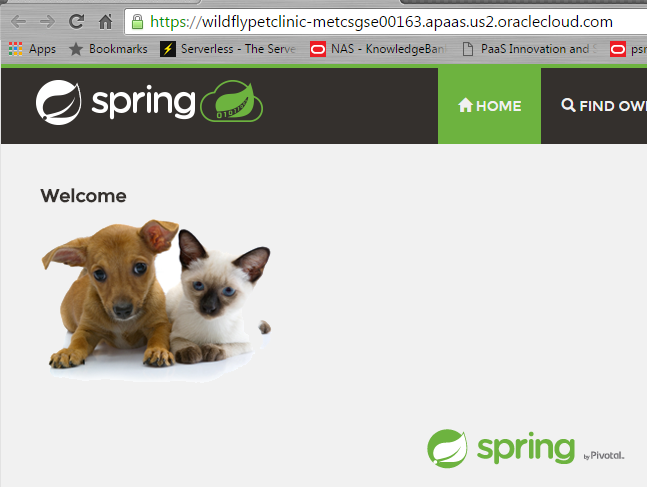 https://wildflypetclinic-metcsgse00163.apaas.us2.oraclecloud.com
Apps Bookmarks Serverless - The Serve NAS - KnowledgeBan PaaS Innovation and S psr
spring
HOME FIND OW
Welcome
spring by Pivotal.